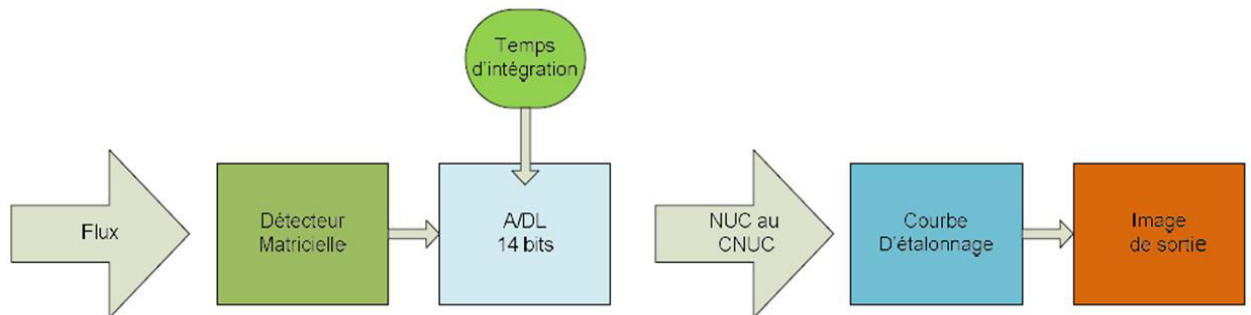 Temps
d'intégration
Flux
Détecteur
Matricielle
A/DL
14 bits
NUC au
CNUC
Courbe
D'étalonnage
Image
de sortie